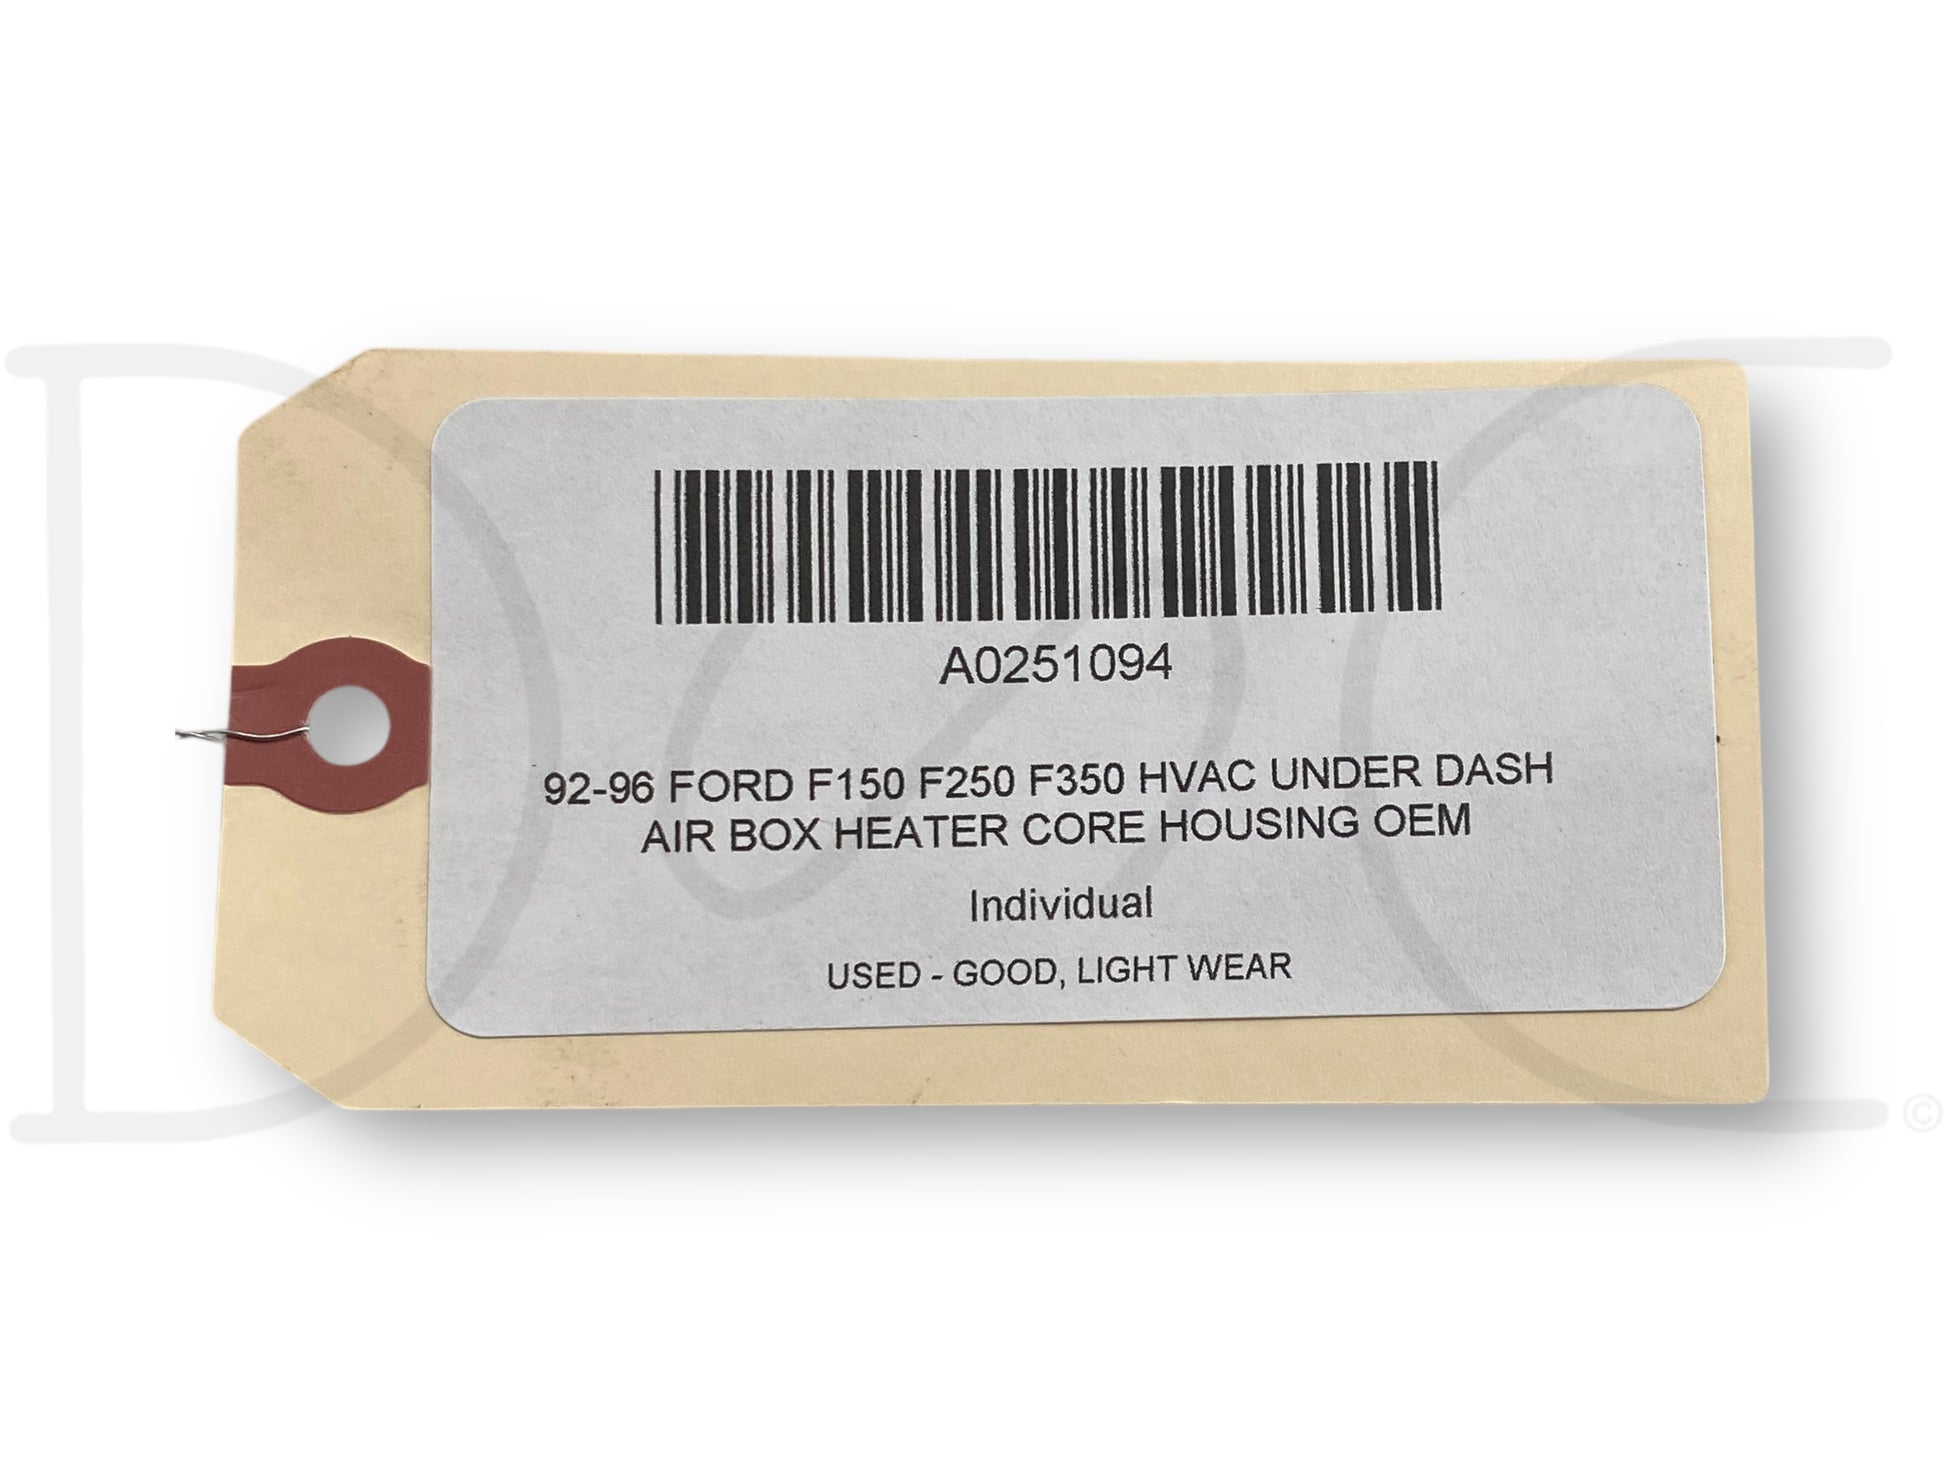 A0251094
92-96 FORD F150 F250 F350 HVAC UNDER DASH
AIR BOX HEATER CORE HOUSING OEM
Individual
USED - GOOD, LIGHT WEAR
©